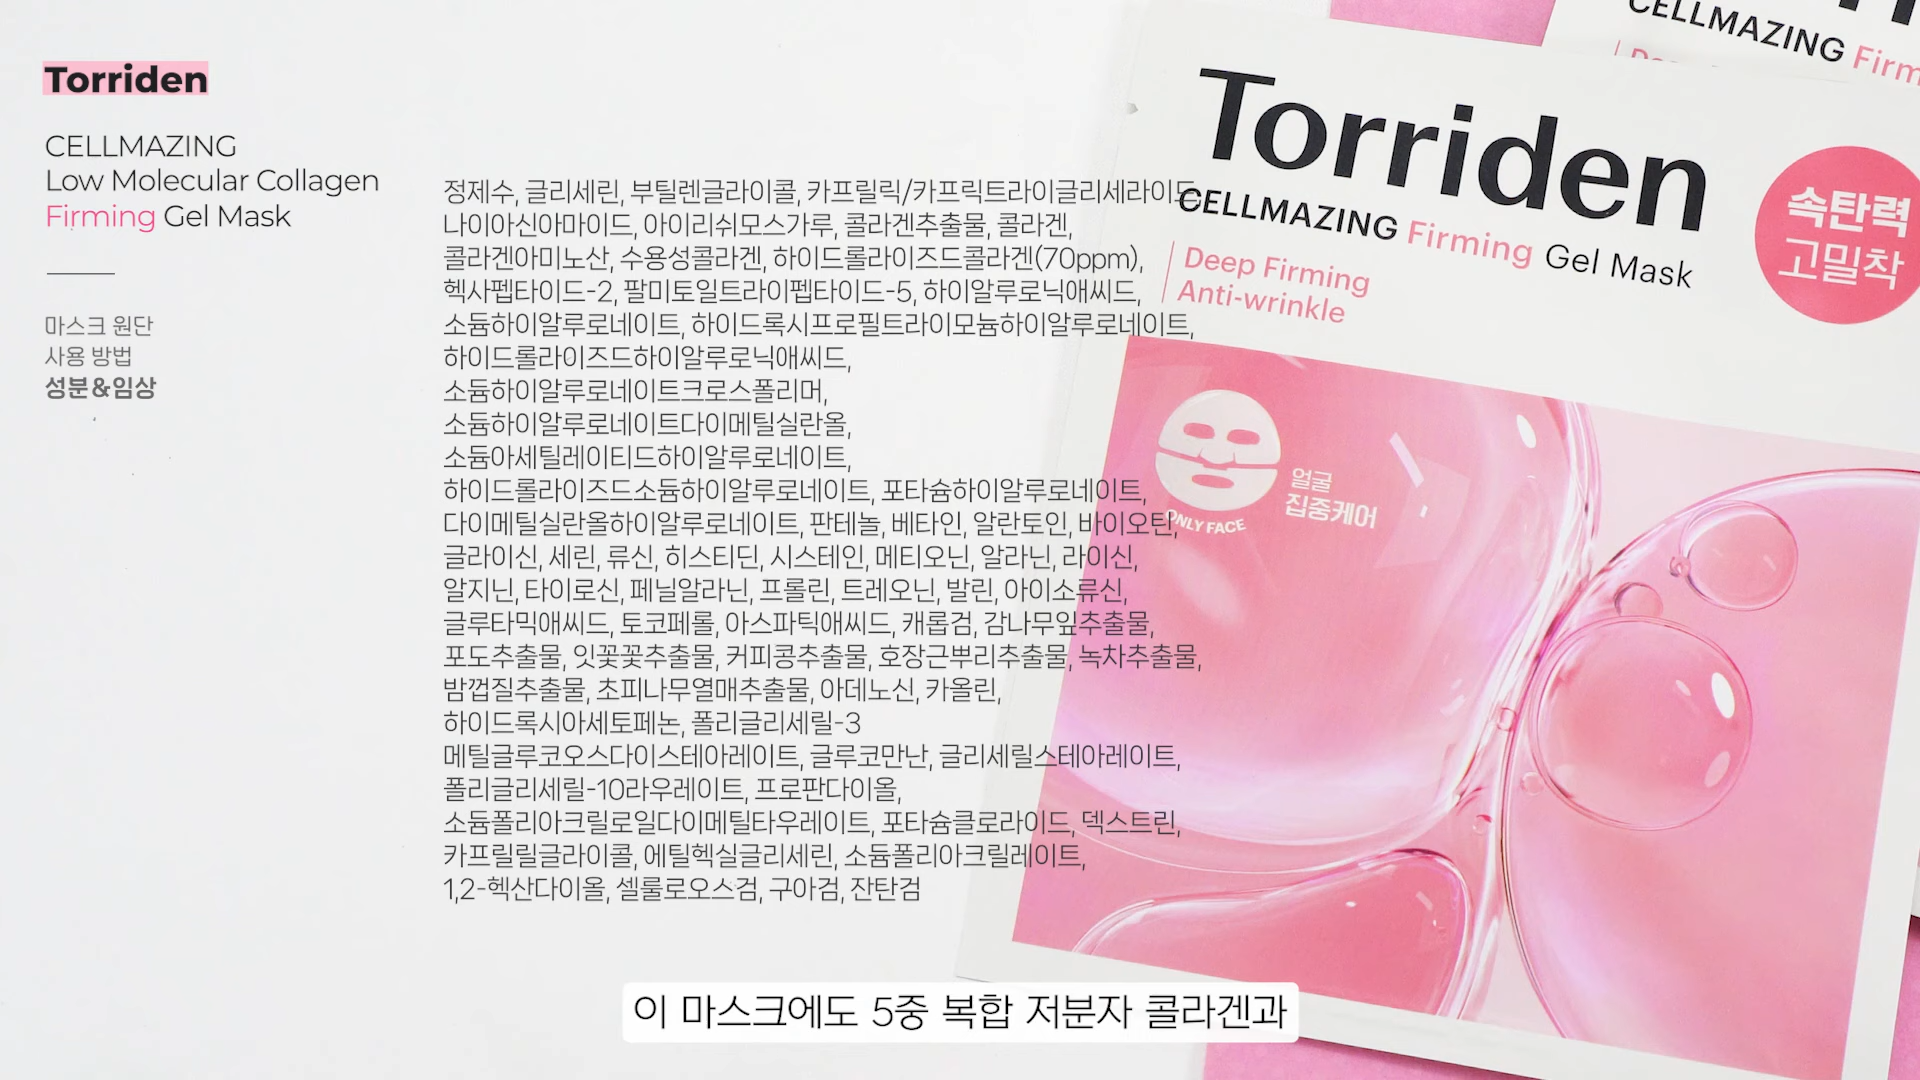 Torriden
CELLMAZING
Low Molecular Collagen
Firming Gel Mask
마스크 원단
사용 방법
성분&임상
정제수, 글리세린, 부틸렌글라이콜, 카프릴릭/카프릭트라이글리세라이드
나이아신아마이드, 아이리쉬모스가루, 콜라겐추출물, 콜라겐,
콜라겐아미노산, 수용성콜라겐, 하이드롤라이즈드콜라겐(70ppm),
헥사펩타이드-2, 팔미토일트라이펩타이드-5, 하이알루로닉애씨드,
소듐하이알루로네이트, 하이드록시프로필트라이모늄하이알루로네이트,
하이드롤라이즈드하이알루로닉애씨드,
소듐하이알루로네이트크로스폴리머,
소듐하이알루로네이트다이메틸실란올,
소듐아세틸레이티드하이알루로네이트,
하이드롤라이즈드소듐하이알루로네이트, 포타슘하이알루로네이트,
다이메틸실란올하이알루로네이트, 판테놀, 베타인, 알란토인, 바이오틴,
글라이신, 세린, 류신, 히스티딘, 시스테인, 메티오닌, 알라닌, 라이신,
알지닌, 타이로신, 페닐알라닌, 프롤린, 트레오닌, 발린, 아이소류신,
글루타믹애씨드, 토코페롤, 아스파틱애씨드, 캐롭검, 감나무잎추출물,
포도추출물, 잇꽃꽃추출물, 커피콩추출물, 호장근뿌리추출물, 녹차추출물,
밤껍질추출물, 초피나무열매추출물, 아데노신, 카올린,
하이드록시아세토페논, 폴리글리세릴-3
메틸글루코오스다이스테아레이트, 글루코만난, 글리세릴스테아레이트,
폴리글리세릴-10라우레이트, 프로판다이올,
소듐폴리아크릴로일다이메틸타우레이트, 포타슘클로라이드, 덱스트린,
카프릴릴글라이콜, 에틸헥실글리세린, 소듐폴리아크릴레이트,
1,2-헥산다이올, 셀룰로오스검, 구아검, 잔탄검
CELLMAZING Firm
Torriden
CELLMAZING Firming Gel Mask
Deep Firming
Anti-wrinkle
속탄력
고밀착
얼굴
집중케어
ONLY FACE
이 마스크에도 5중 복합 저분자 콜라겐과